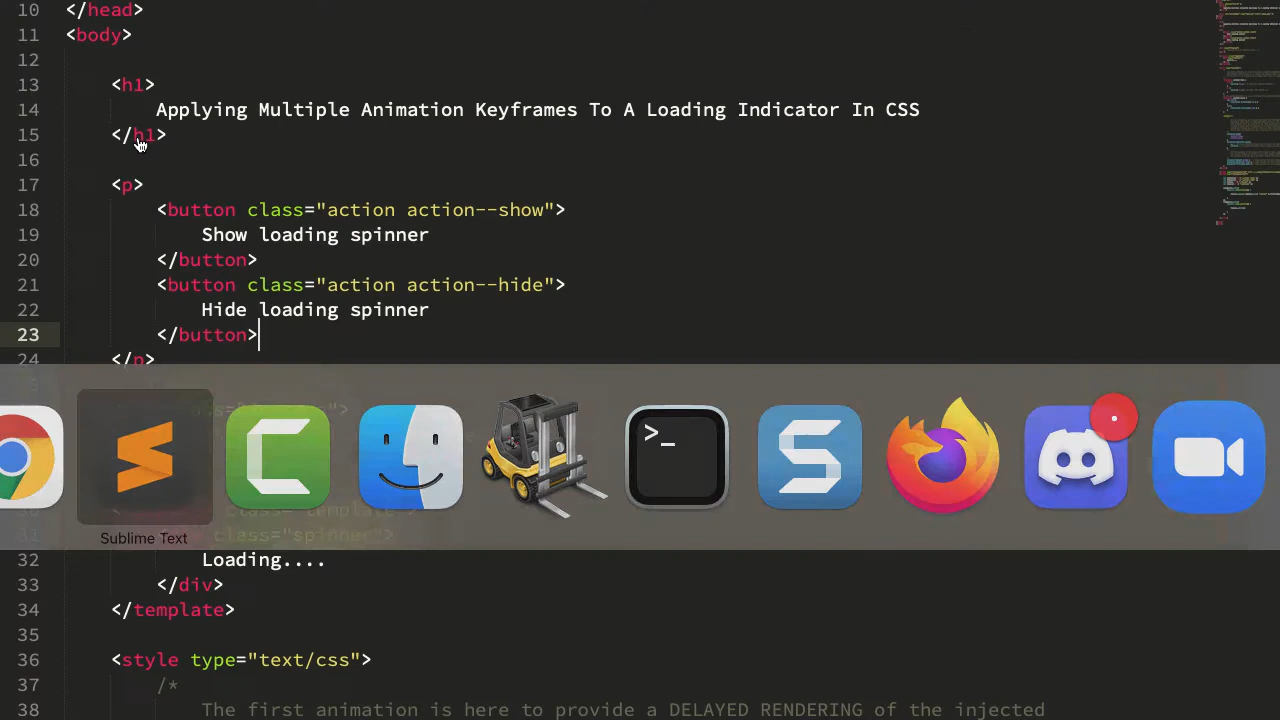 10 </head>
11 <body>
12
13 <h1>
14 Applying Multiple Animation Keyframes To A Loading Indicator In CSS
15 </h1>
16
17 <p>
18 <button class="action action--show">
19 Show loading spinner
20 </button>
21 <button class="action action--hide">
22 Hide loading spinner
23 </button>
24 </p>
>_
Sublime Text
32 Loading....
33 </div>
34 </template>
35
36 <style type="text/css">
37 /*
38 The first animation is here to provide a DELAYED RENDERING of the injected